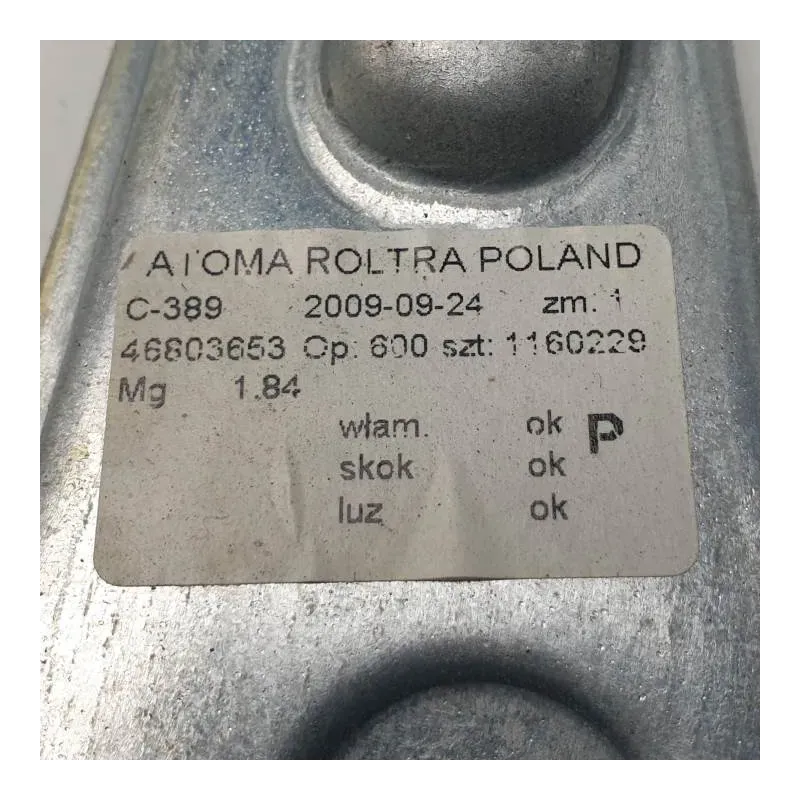 ATOMA ROLTRA POLAND
C-389 2009-09-24 zm. 1
46803653 Op: 600 szt: 1160229
Mg 1.84
włam. ok P
skok ok
luz ok